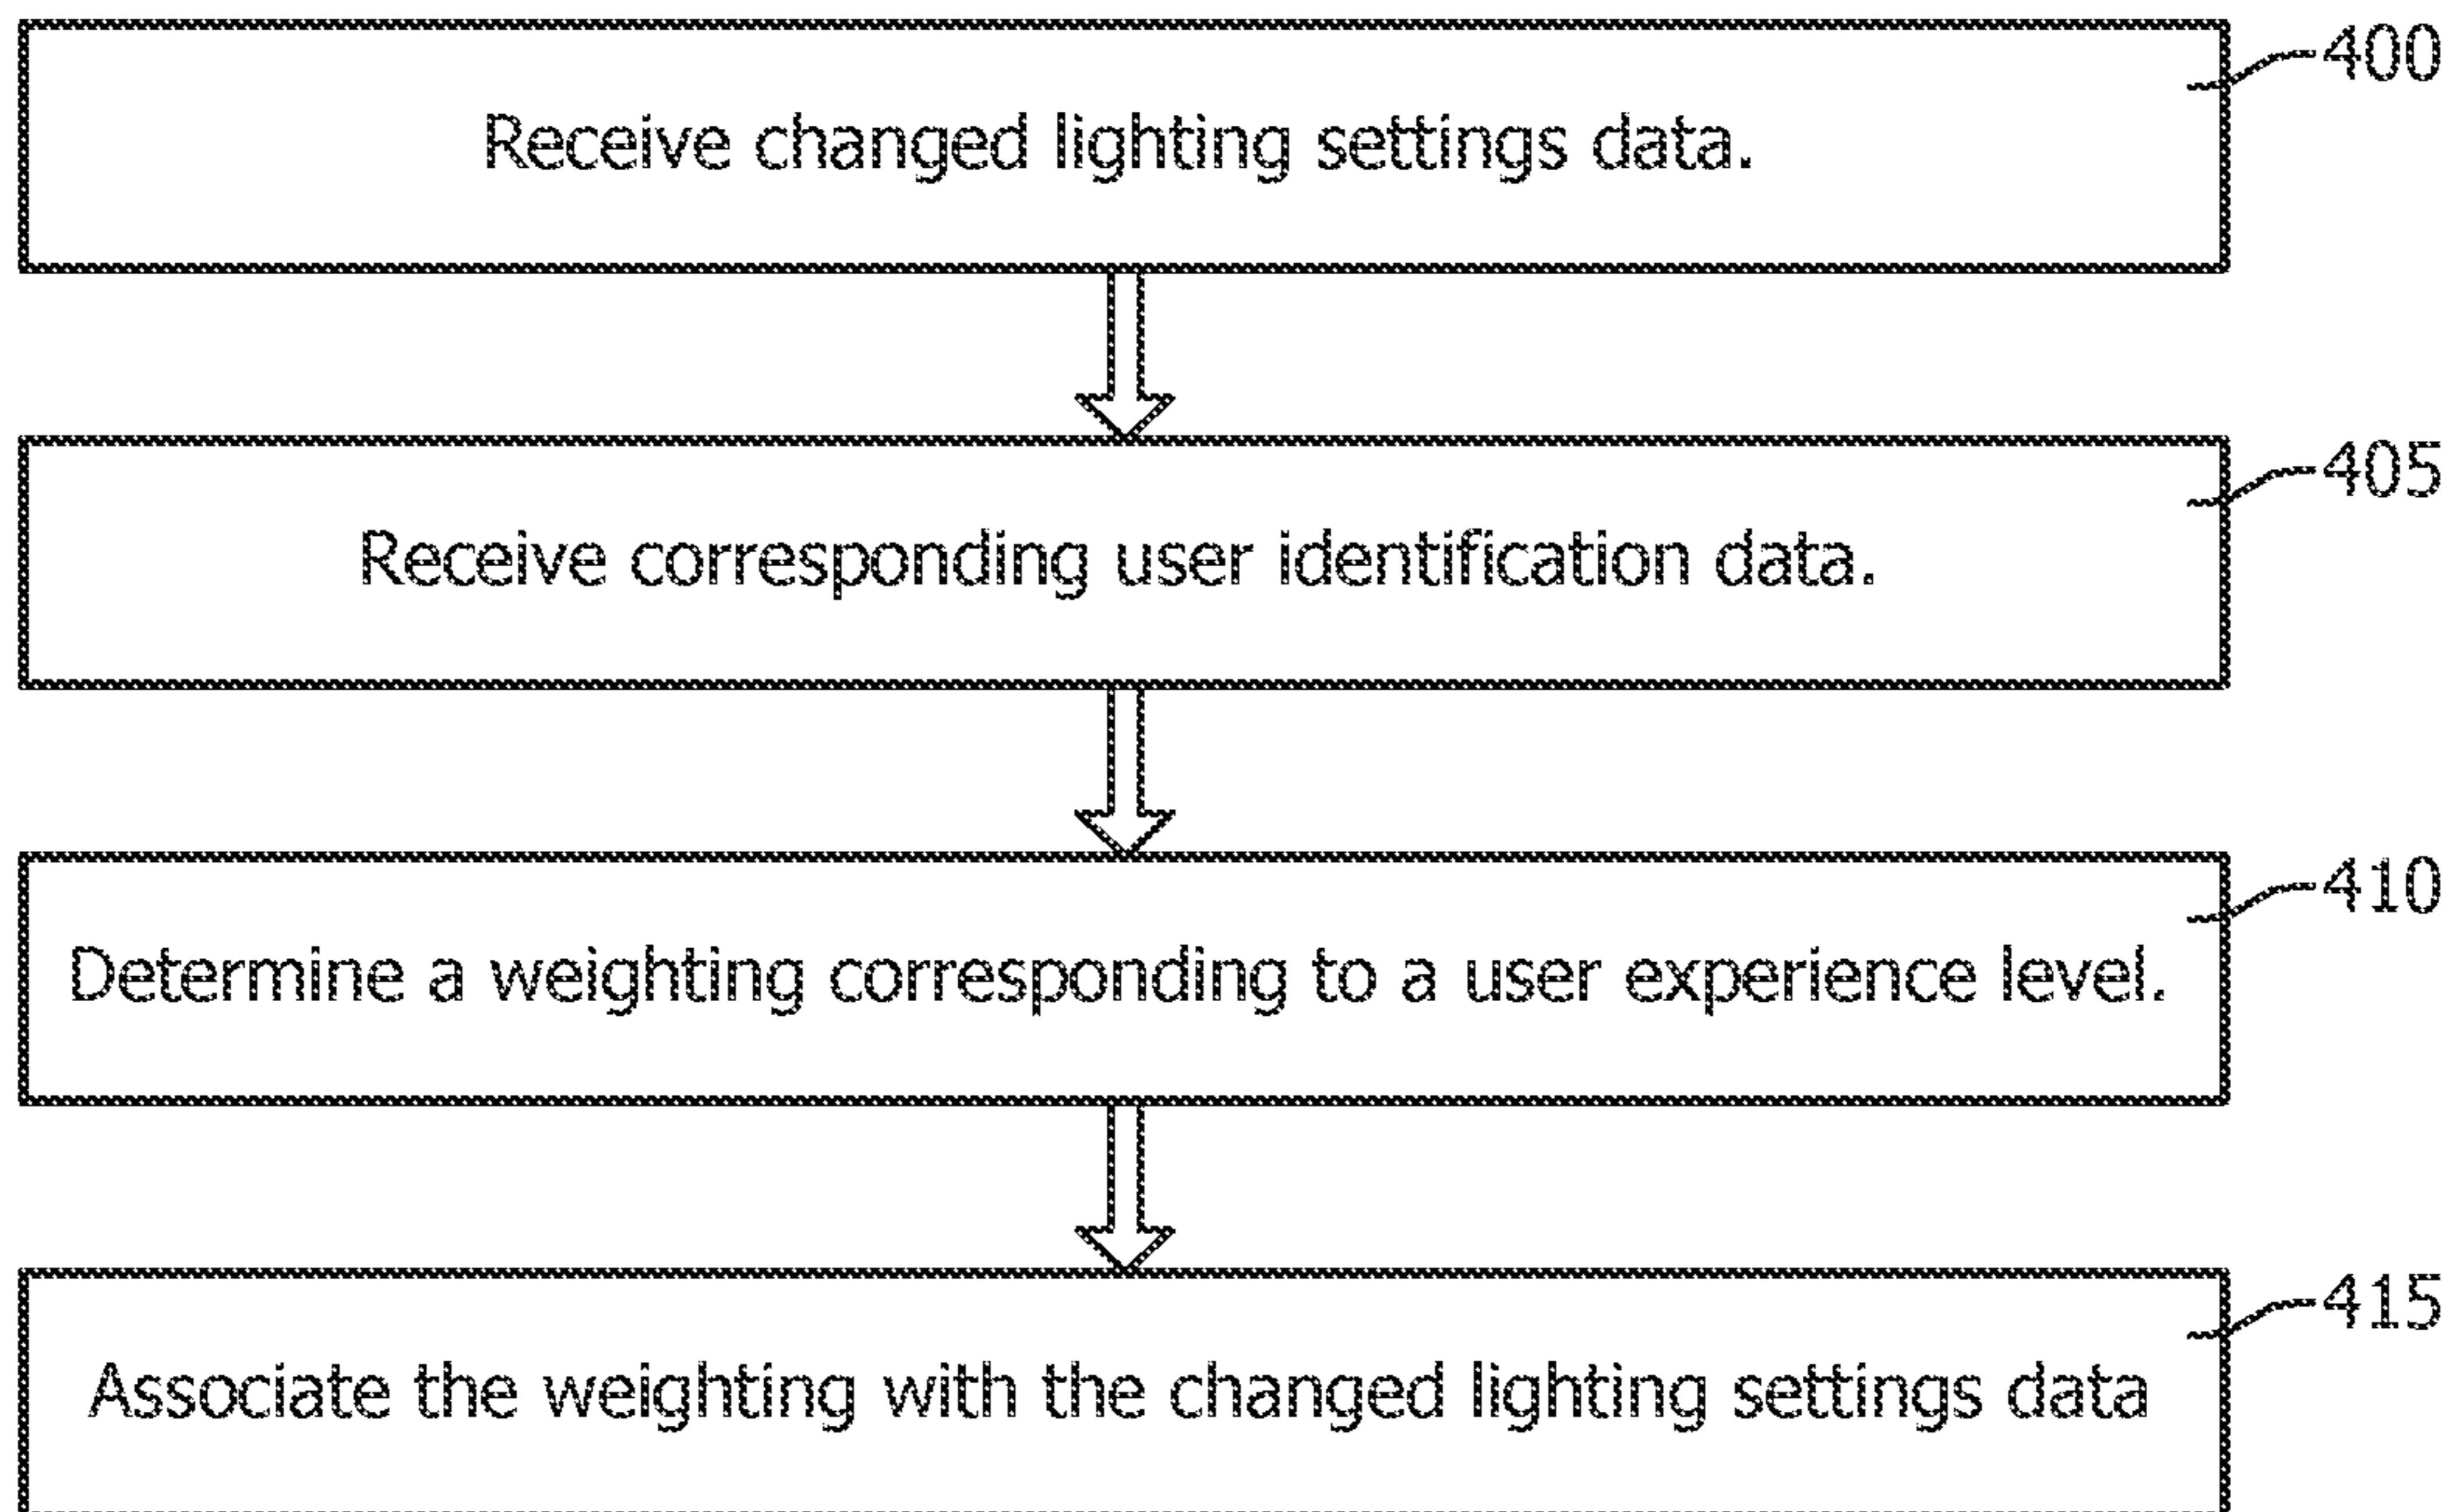 400
Receive changed lighting settings data.
405
Receive corresponding user identification data.
410
Determine a weighting corresponding to a user experience level.
415
Associate the weighting with the changed lighting settings data